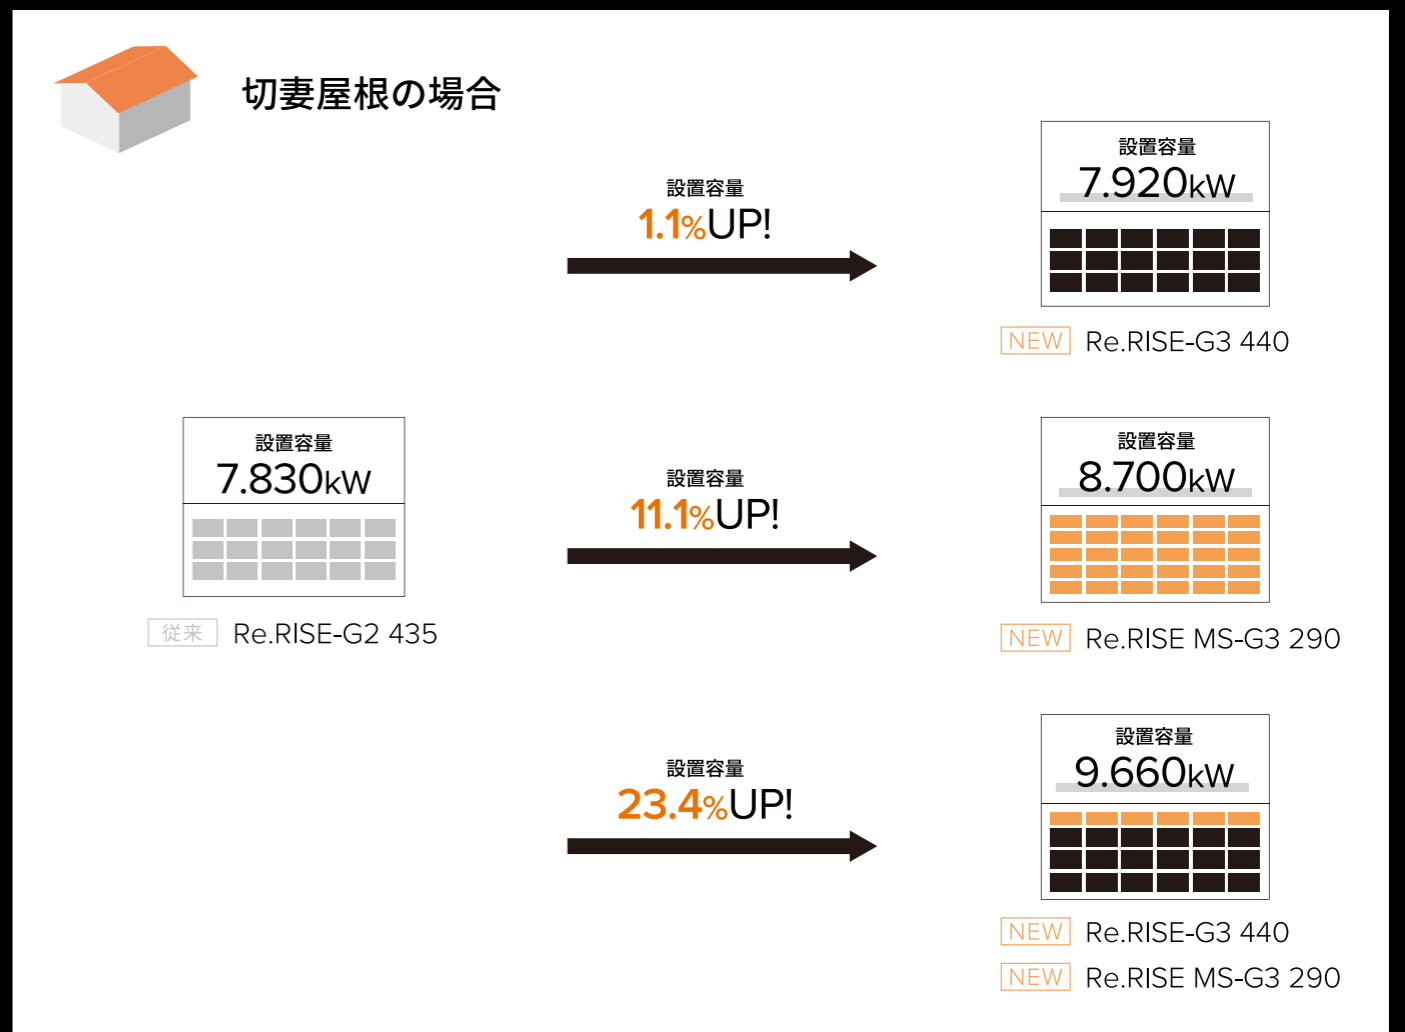 切妻屋根の場合
設置容量
7.830kW
従来 Re.RISE-G2 435
設置容量
1.1%UP!
設置容量
7.920kW
NEW Re.RISE-G3 440
設置容量
11.1%UP!
設置容量
8.700kW
NEW Re.RISE MS-G3 290
設置容量
23.4%UP!
設置容量
9.660kW
NEW Re.RISE-G3 440
NEW Re.RISE MS-G3 290